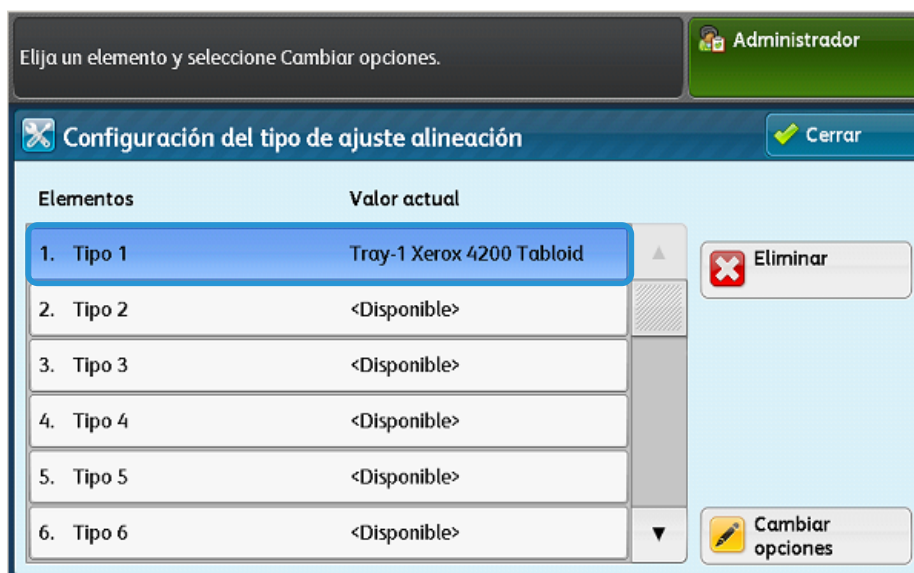 Elija un elemento y seleccione Cambiar opciones.
Administrador
Configuración del tipo de ajuste alineación
Cerrar
Elementos Valor actual
1. Tipo 1 Tray-1 Xerox 4200 Tabloid
2. Tipo 2 <Disponible>
3. Tipo 3 <Disponible>
4. Tipo 4 <Disponible>
5. Tipo 5 <Disponible>
6. Tipo 6 <Disponible>
Eliminar
Cambiar
opciones